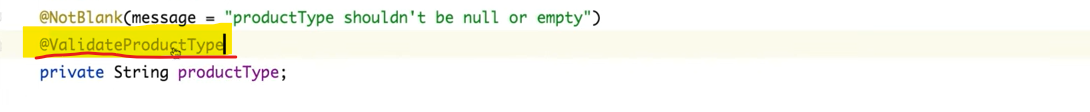 @NotBlank(message = "productType shouldn't be null or empty")
@ValidateProductType
private String productType;